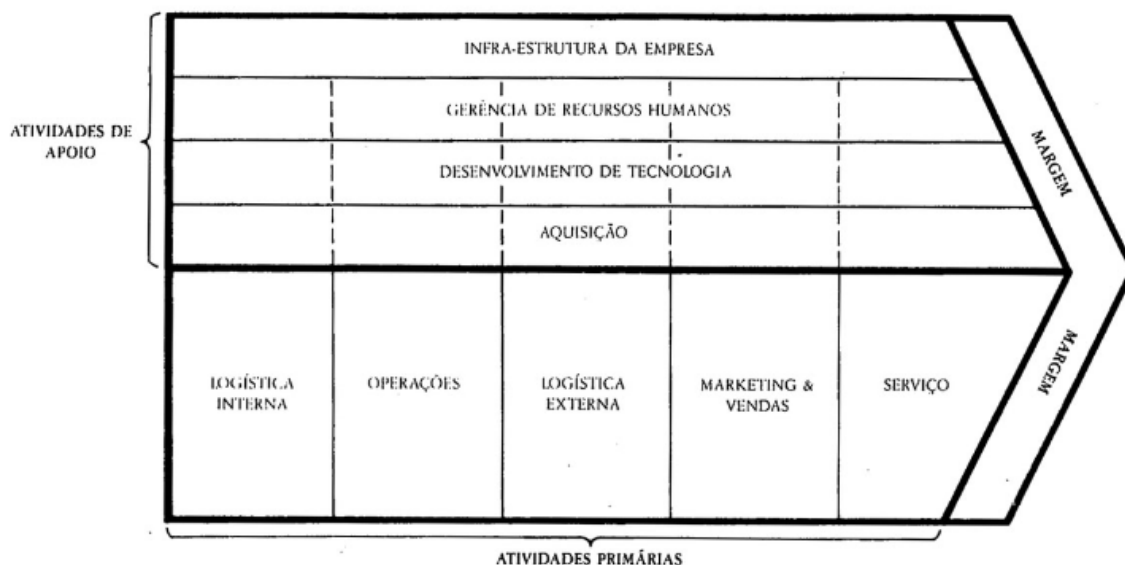 INFRA-ESTRUTURA DA EMPRESA
GERÊNCIA DE RECURSOS HUMANOS
ATIVIDADES DE
APOIO
DESENVOLVIMENTO DE TECNOLOGIA
AQUISIÇÃO
MARGEM
LOGÍSTICA
INTERNA
OPERAÇÕES
LOGÍSTICA
EXTERNA
MARKETING &
VENDAS
SERVIÇO
MARGEM
ATIVIDADES PRIMÁRIAS